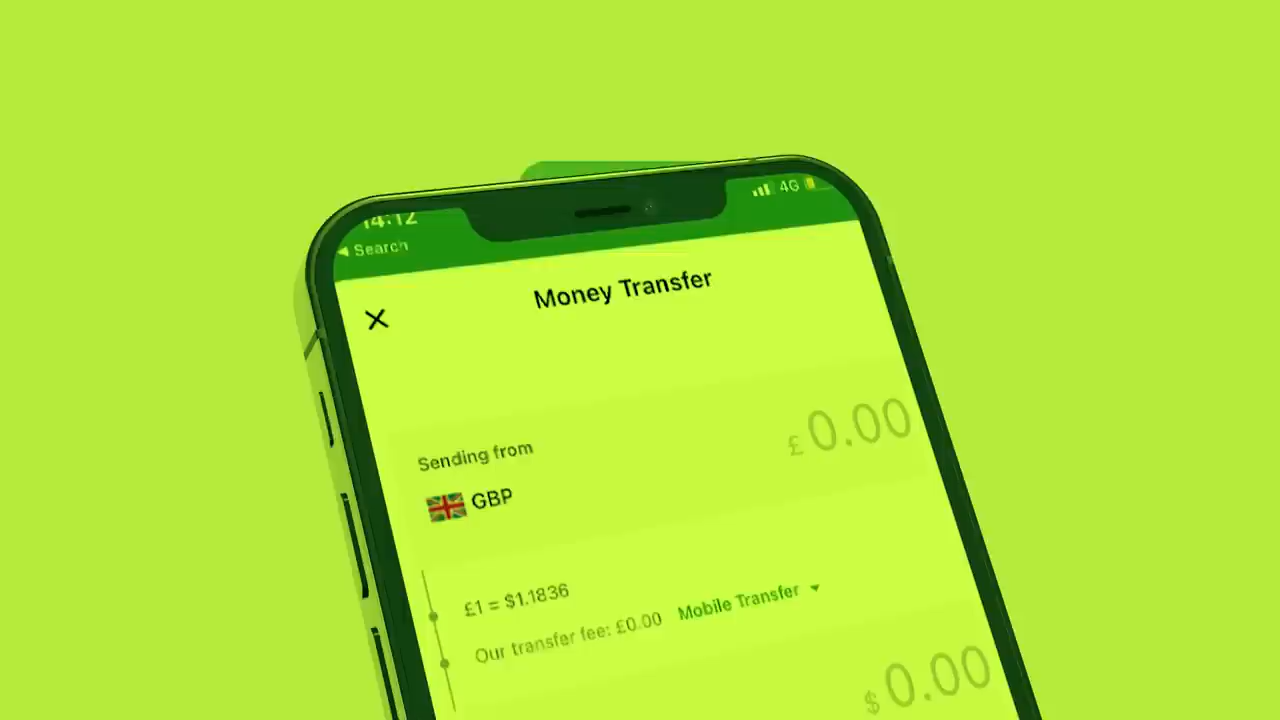 14:12
4G
◀ Search
Money Transfer
£ 0.00
Sending from
GBP
£1 = $1.1836
Our transfer fee: £0.00 Mobile Transfer
$ 0.00